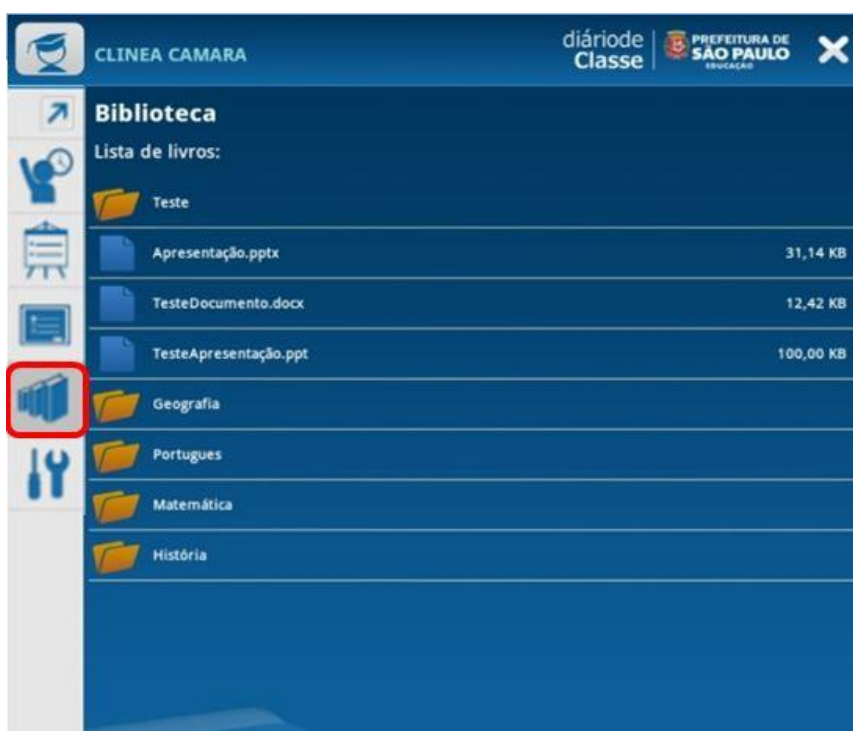 CLINEA CAMARA
diáriode
Classe
PREFEITURA DE
SÃO PAULO
EDUCAÇÃO
Biblioteca
Lista de livros:
Teste
Apresentação.pptx 31,14 KB
TesteDocumento.docx 12,42 KB
TesteApresentação.ppt 100,00 KB
Geografia
Portugues
Matemática
História